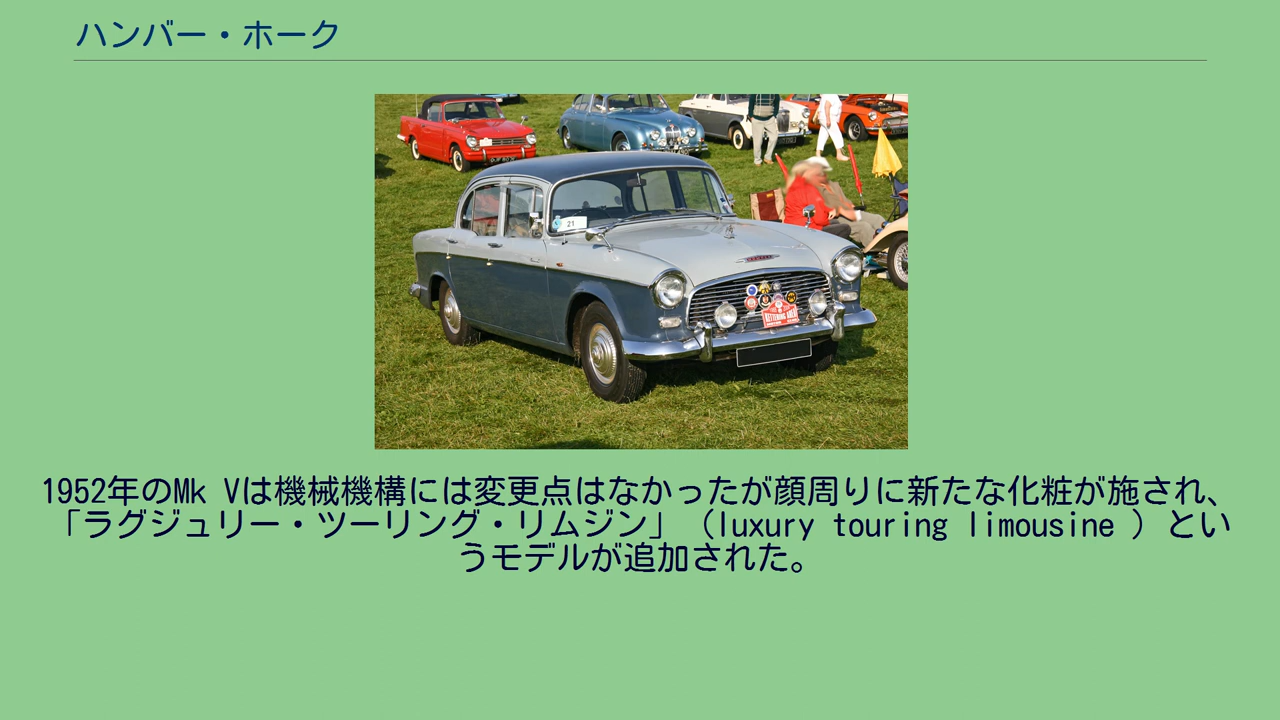 ハンバー・ホーク
21
KETTERING
1952年のMk Vは機械機構には変更点はなかったが顔周りに新たな化粧が施され、
「ラグジュリー・ツーリング・リムジン」（luxury touring limousine ）とい
うモデルが追加された。